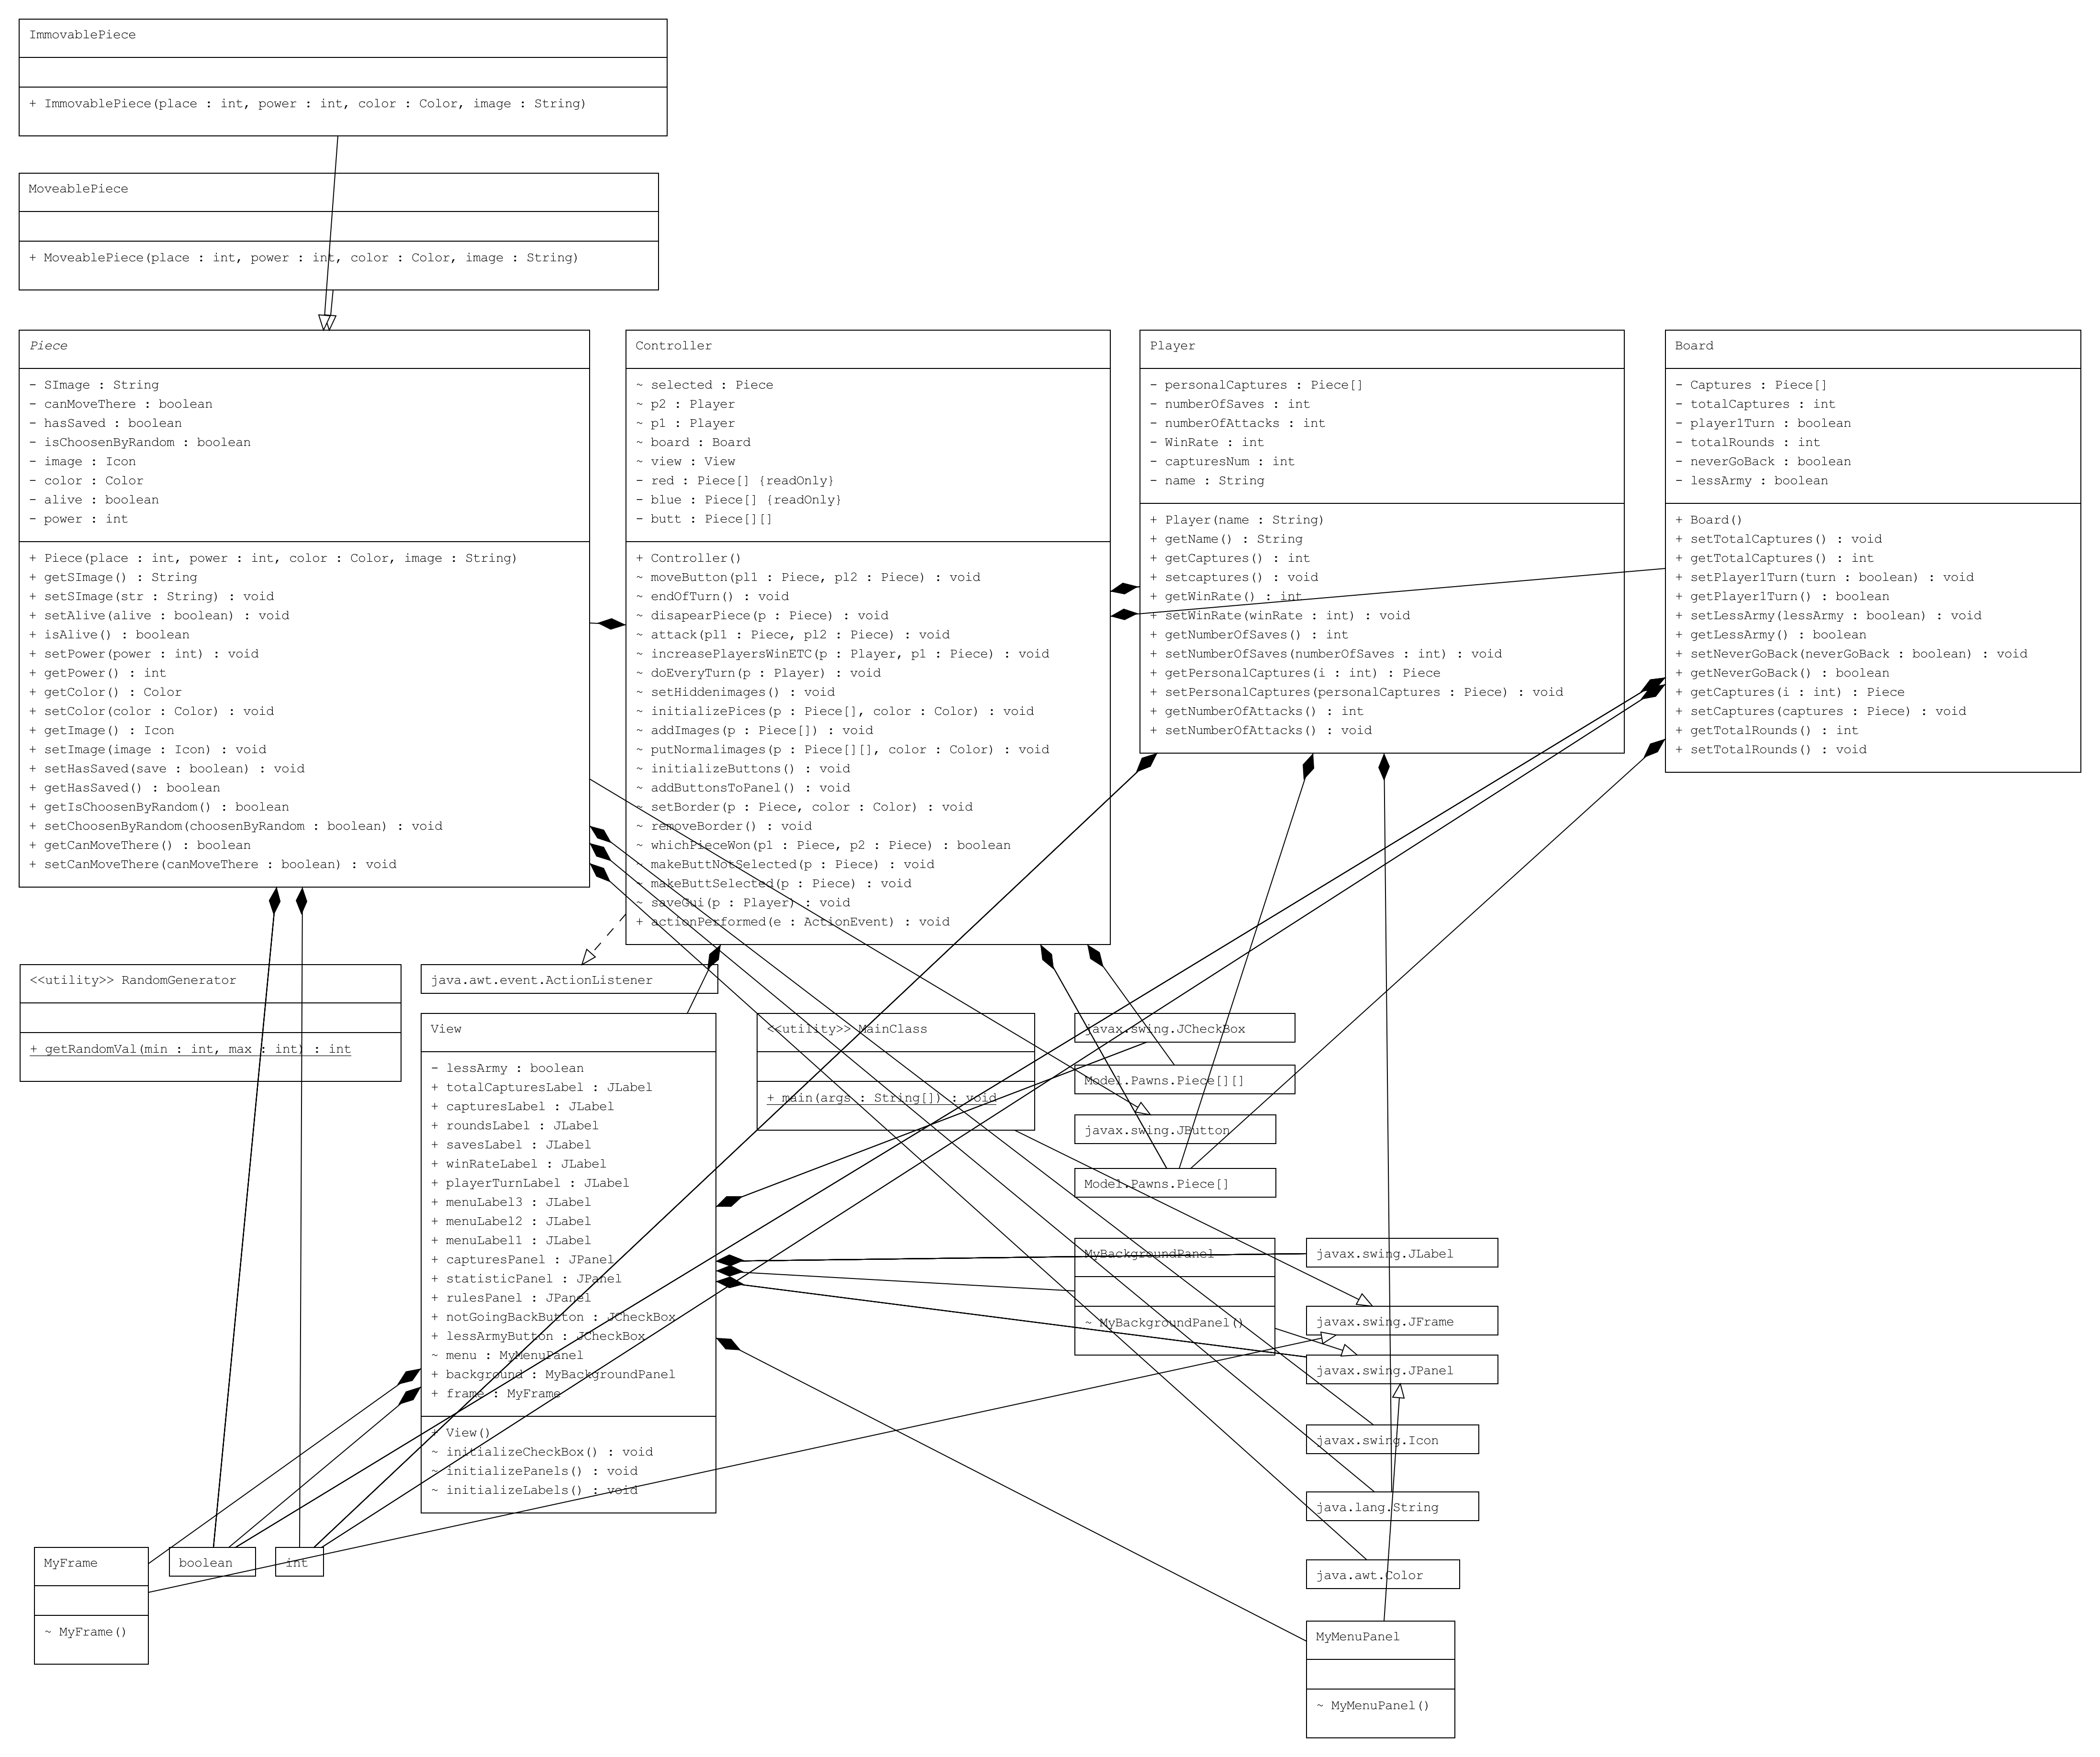 ImmovablePiece
+ ImmovablePiece(place : int, power : int, color : Color, image : String)
MoveablePiece
+ MoveablePiece(place : int, power : int, color : Color, image : String)
Piece
- SImage : String
- canMoveThere : boolean
- hasSaved : boolean
- isChoosenByRandom : boolean
- image : Icon
- color : Color
- alive : boolean
- power : int
+ Piece(place : int, power : int, color : Color, image : String)
+ getSImage() : String
+ setSImage(str : String) : void
+ setAlive(alive : boolean) : void
+ isAlive() : boolean
+ setPower(power : int) : void
+ getPower() : int
+ getColor() : Color
+ setColor(color : Color) : void
+ getImage() : Icon
+ setImage(image : Icon) : void
+ setHasSaved(save : boolean) : void
+ getHasSaved() : boolean
+ getIsChoosenByRandom() : boolean
+ setChoosenByRandom(choosenByRandom : boolean) : void
+ getCanMoveThere() : boolean
+ setCanMoveThere(canMoveThere : boolean) : void
Controller
~ selected : Piece
~ p2 : Player
~ p1 : Player
~ board : Board
~ view : View
- red : Piece[] {readOnly}
- blue : Piece[] {readOnly}
- butt : Piece[][]
+ Controller()
~ moveButton(pl1 : Piece, pl2 : Piece) : void
~ endOfTurn() : void
~ disapearPiece(p : Piece) : void
~ attack(pl1 : Piece, pl2 : Piece) : void
~ increasePlayersWinETC(p : Player, p1 : Piece) : void
~ doEveryTurn(p : Player) : void
~ setHiddenimages() : void
~ initializePices(p : Piece[], color : Color) : void
~ addImages(p : Piece[]) : void
~ putNormalimages(p : Piece[][], color : Color) : void
~ initializeButtons() : void
~ addButtonsToPanel() : void
~ setBorder(p : Piece, color : Color) : void
~ removeBorder() : void
~ whichPieceWon(p1 : Piece, p2 : Piece) : boolean
~ makeButtNotSelected(p : Piece) : void
~ makeButtSelected(p : Piece) : void
~ saveGui(p : Player) : void
+ actionPerformed(e : ActionEvent) : void
Player
- personalCaptures : Piece[]
- numberOfSaves : int
- numberOfAttacks : int
- WinRate : int
- capturesNum : int
- name : String
+ Player(name : String)
+ getName() : String
+ getCaptures() : int
+ setcaptures() : void
+ getWinRate() : int
+ setWinRate(winRate : int) : void
+ getNumberOfSaves() : int
+ setNumberOfSaves(numberOfSaves : int) : void
+ getPersonalCaptures(i : int) : Piece
+ setPersonalCaptures(personalCaptures : Piece) : void
+ getNumberOfAttacks() : int
+ setNumberOfAttacks() : void
Board
- Captures : Piece[]
- totalCaptures : int
- player1Turn : boolean
- totalRounds : int
- neverGoBack : boolean
- lessArmy : boolean
+ Board()
+ setTotalCaptures() : void
+ getTotalCaptures() : int
+ setPlayer1Turn(turn : boolean) : void
+ getPlayer1Turn() : boolean
+ setLessArmy(lessArmy : boolean) : void
+ getLessArmy() : boolean
+ setNeverGoBack(neverGoBack : boolean) : void
+ getNeverGoBack() : boolean
+ getCaptures(i : int) : Piece
+ setCaptures(captures : Piece) : void
+ getTotalRounds() : int
+ setTotalRounds() : void
<<utility>> RandomGenerator
+ getRandomVal(min : int, max : int) : int
java.awt.event.ActionListener
View
- lessArmy : boolean
+ totalCapturesLabel : JLabel
+ capturesLabel : JLabel
+ roundsLabel : JLabel
+ savesLabel : JLabel
+ winRateLabel : JLabel
+ playerTurnLabel : JLabel
+ menuLabel3 : JLabel
+ menuLabel2 : JLabel
+ menuLabel1 : JLabel
+ capturesPanel : JPanel
+ statisticPanel : JPanel
+ rulesPanel : JPanel
+ notGoingBackButton : JCheckBox
+ lessArmyButton : JCheckBox
~ menu : MyMenuPanel
+ background : MyBackgroundPanel
+ frame : MyFrame
+ View()
~ initializeCheckBox() : void
~ initializePanels() : void
~ initializeLabels() : void
<<utility>> MainClass
+ main(args : String[]) : void
javax.swing.JCheckBox
Model.Pawns.Piece[][]
javax.swing.JButton
Model.Pawns.Piece[]
MyBackgroundPanel
~ MyBackgroundPanel()
javax.swing.JLabel
javax.swing.JFrame
javax.swing.JPanel
javax.swing.Icon
java.lang.String
java.awt.Color
MyFrame
~ MyFrame()
boolean
int
MyMenuPanel
~ MyMenuPanel()